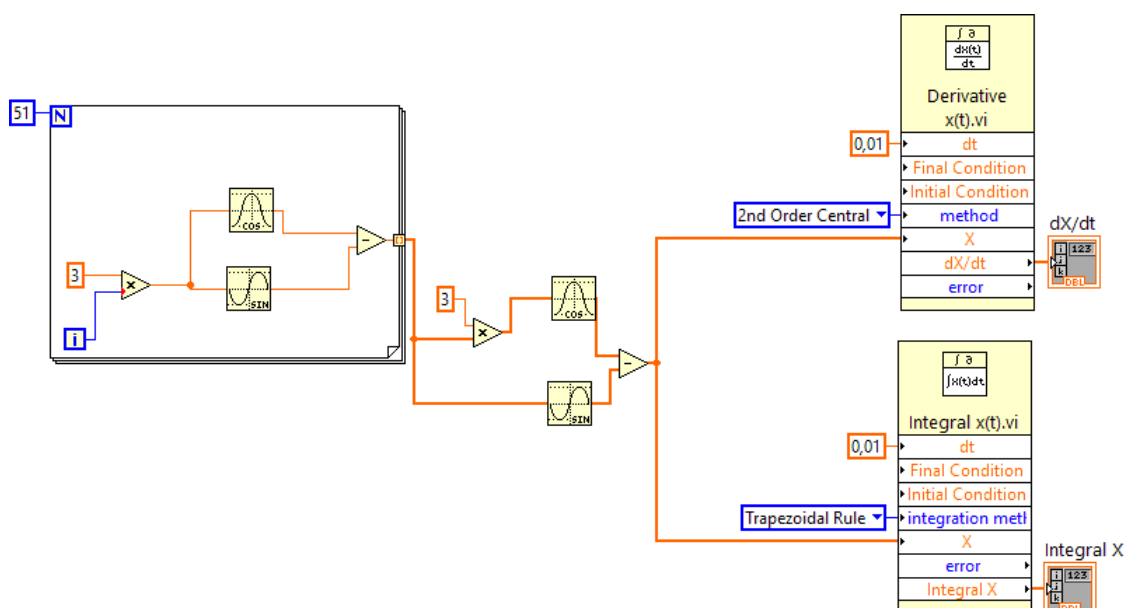 51
N
COS
3
×
-
SIN
i
3
×
COS
-
SIN
∫ ∂
dX(t)
dt
Derivative
x(t).vi
0,01
dt
Final Condition
Initial Condition
2nd Order Central
method
X
dX/dt
error
dX/dt
i
j
k
123
DBL
∫ ∂
∫x(t)dt
Integral x(t).vi
0,01
dt
Final Condition
Initial Condition
Trapezoidal Rule
integration meth
X
error
Integral X
Integral X
i
j
k
123
DBL